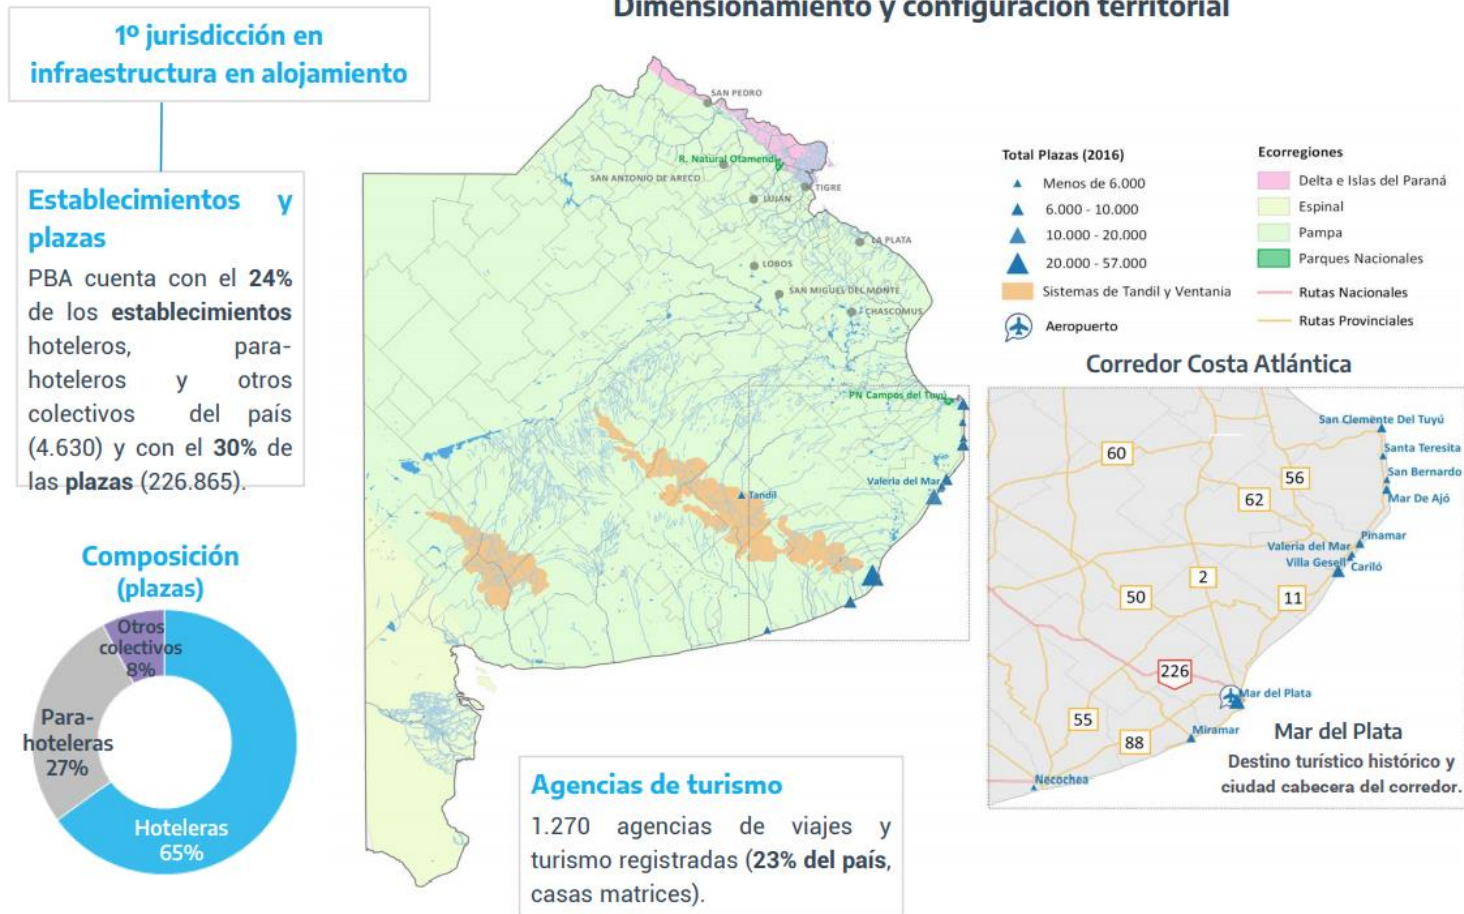 Dimensionamiento y configuración territorial
1º jurisdicción en
infraestructura en alojamiento
Establecimientos y
plazas
PBA cuenta con el 24%
de los establecimientos
hoteleros, para-
hoteleros y otros
colectivos del país
(4.630) y con el 30% de
las plazas (226.865).
Composición
(plazas)
Otros
colectivos
8%
Para-
hoteleras
27%
Hoteleras
65%
SAN PEDRO
R. Natural Otamendi
SAN ANTONIO DE ARECO
TIGRE
LUJÁN
LA PLATA
LOBOS
SAN MIGUEL DEL MONTE
CHASCOMUS
PN Campos del Tuyú
Valeria del Mar
Tandil
Total Plazas (2016)
Menos de 6.000
6.000 - 10.000
10.000 - 20.000
20.000 - 57.000
Sistemas de Tandil y Ventania
Aeropuerto
Ecorregiones
Delta e Islas del Paraná
Espinal
Pampa
Parques Nacionales
Rutas Nacionales
Rutas Provinciales
Corredor Costa Atlántica
San Clemente Del Tuyú
60
Santa Teresita
56
San Bernardo
62
Mar De Ajó
Pinamar
Valeria del Mar
Villa Gesell
Cariló
2
50
11
226
Mar del Plata
55
Miramar
88
Necochea
Mar del Plata
Destino turístico histórico y
ciudad cabecera del corredor.
Agencias de turismo
1.270 agencias de viajes y
turismo registradas (23% del país,
casas matrices).